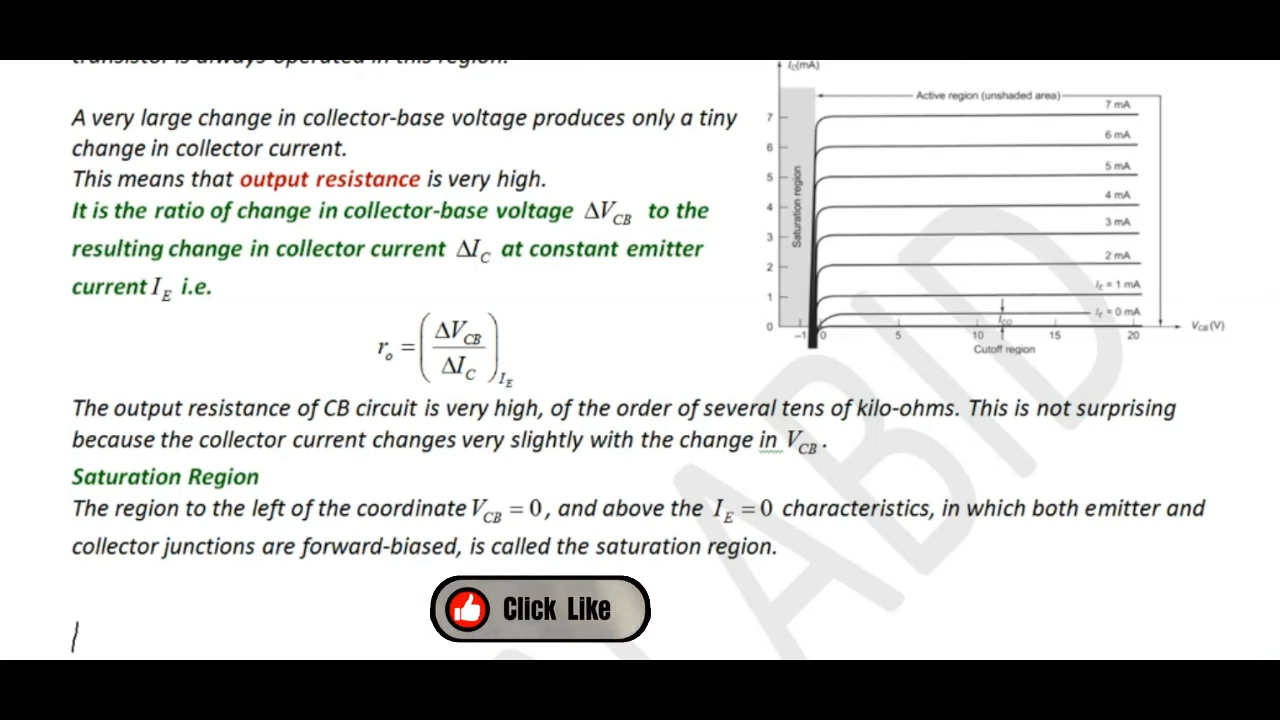 transistor is always operated in this region.
A very large change in collector-base voltage produces only a tiny
change in collector current.
This means that output resistance is very high.
It is the ratio of change in collector-base voltage ΔV_CB to the
resulting change in collector current ΔI_C at constant emitter
current I_E i.e.
r_o = (ΔV_CB / ΔI_C)_I_E
The output resistance of CB circuit is very high, of the order of several tens of kilo-ohms. This is not surprising
because the collector current changes very slightly with the change in V_CB.
Saturation Region
The region to the left of the coordinate V_CB = 0, and above the I_E = 0 characteristics, in which both emitter and
collector junctions are forward-biased, is called the saturation region.
I_C(mA)
Active region (unshaded area)
7 mA
7
6 mA
6
5 mA
5
4 mA
4
3 mA
3
2 mA
2
I_E = 1 mA
1
I_E = 0 mA
I_CO
0
Saturation region
–1 0 5 10 15 20
V_CB (V)
Cutoff region
Click Like
ABID